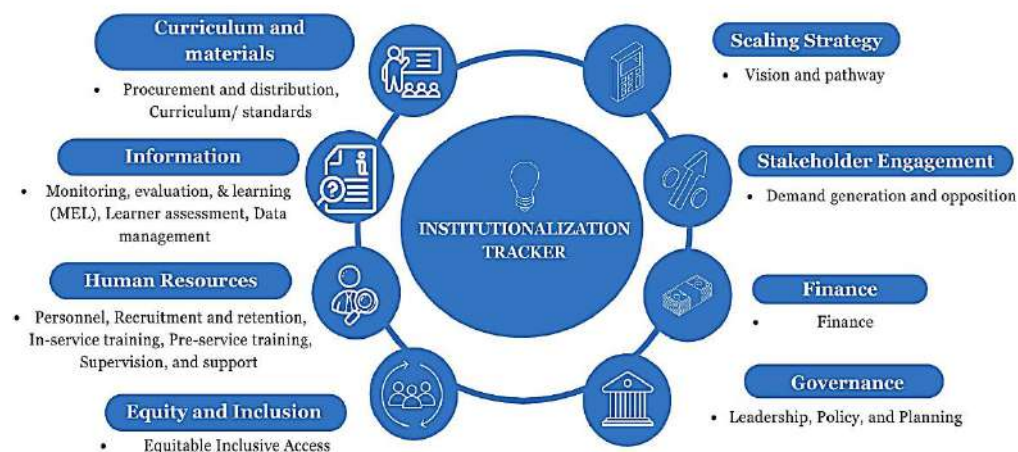 Curriculum and
materials
• Procurement and distribution,
Curriculum/ standards
Information
• Monitoring, evaluation, & learning
(MEL), Learner assessment, Data
management
Human Resources
• Personnel, Recruitment and retention,
In-service training, Pre-service training,
Supervision, and support
Equity and Inclusion
• Equitable Inclusive Access
INSTITUTIONALIZATION
TRACKER
Scaling Strategy
• Vision and pathway
Stakeholder Engagement
• Demand generation and opposition
Finance
• Finance
Governance
• Leadership, Policy, and Planning